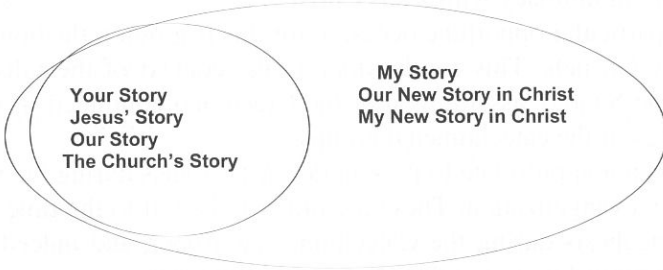 Your Story
Jesus' Story
Our Story
The Church's Story
My Story
Our New Story in Christ
My New Story in Christ